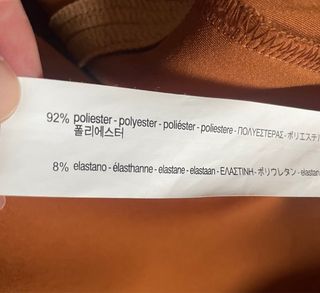 92% poliester - polyester - poliéster - poliestere - ΠΟΛΥΕΣΤΕΡΑΣ - ポリエステル
폴리에스터
8% elastano - élasthanne - elastane - elastaan - ΕΛΑΣΤΙΝΗ - ポリウレタン - elastan